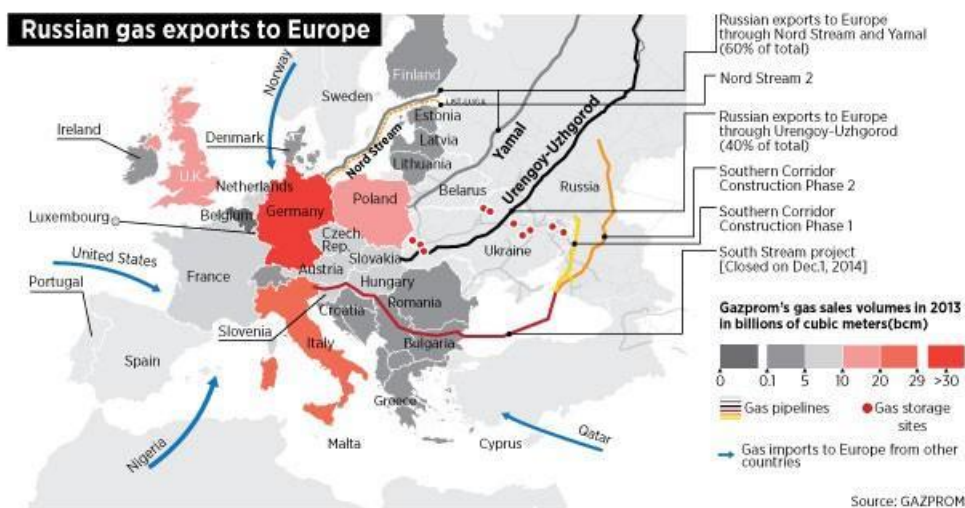 Russian gas exports to Europe
Russian exports to Europe
through Nord Stream and Yamal
(60% of total)
Nord Stream 2
Russian exports to Europe
through Urengoy-Uzhgorod
(40% of total)
Southern Corridor
Construction Phase 2
Southern Corridor
Construction Phase 1
South Stream project
[Closed on Dec.1, 2014]
Norway
Finland
Sweden
UST-LUGA
Estonia
Latvia
Lithuania
Nord Stream
Yamal
Urengoy-Uzhgorod
Ireland
Denmark
U.K.
Netherlands
Belarus
Russia
Belgium
Germany
Poland
Luxembourg
Czech.
Rep.
Ukraine
Slovakia
United States
France
Austria
Hungary
Portugal
Romania
Croatia
Slovenia
Italy
Bulgaria
Spain
Greece
Nigeria
Malta
Cyprus
Qatar
Gazprom's gas sales volumes in 2013
in billions of cubic meters(bcm)
0 0.1 5 10 20 29 >30
Gas pipelines
Gas storage
sites
Gas imports to Europe from other
countries
Source: GAZPROM